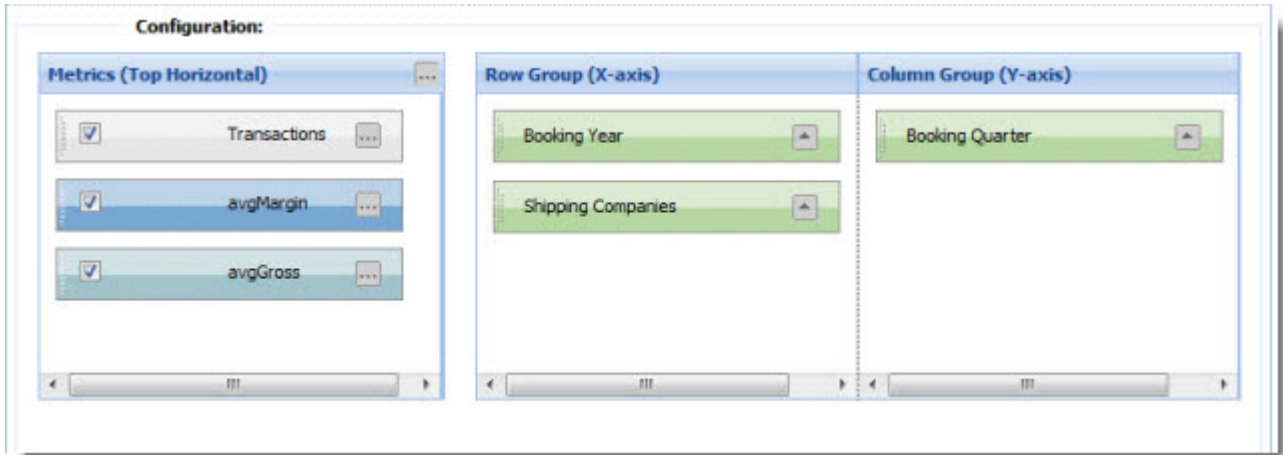 Configuration:
Metrics (Top Horizontal) ...
Row Group (X-axis)
Column Group (Y-axis)
Transactions ...
avgMargin ...
avgGross ...
Booking Year
Shipping Companies
Booking Quarter